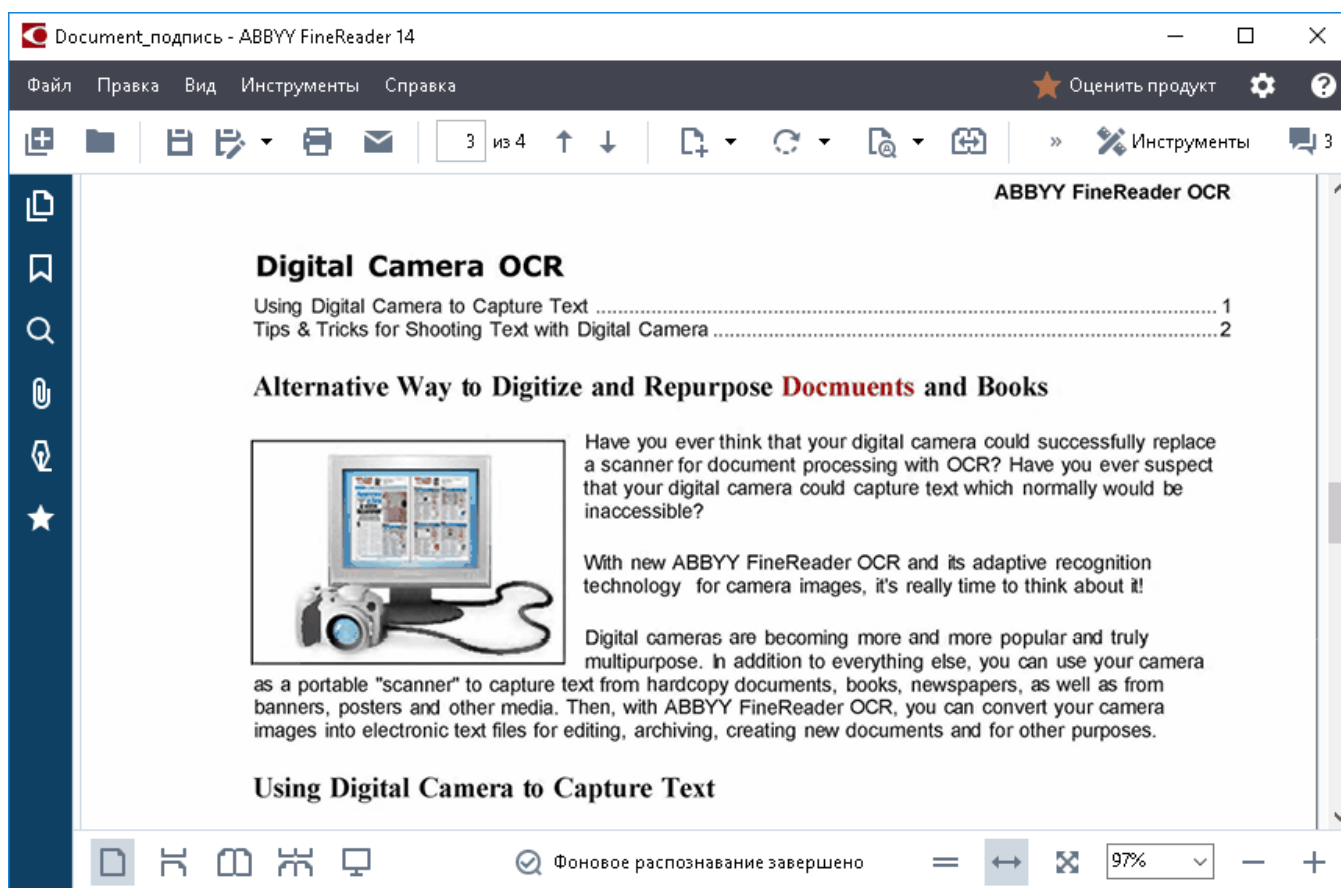 Document_подпись - ABBYY FineReader 14
Файл Правка Вид Инструменты Справка Оценить продукт
3 из 4 Инструменты 3
ABBYY FineReader OCR
Digital Camera OCR
Using Digital Camera to Capture Text ........................................................................ 1
Tips & Tricks for Shooting Text with Digital Camera ........................................................................ 2
Alternative Way to Digitize and Repurpose Docmuents and Books
Have you ever think that your digital camera could successfully replace
a scanner for document processing with OCR? Have you ever suspect
that your digital camera could capture text which normally would be
inaccessible?
With new ABBYY FineReader OCR and its adaptive recognition
technology for camera images, it's really time to think about it!
Digital cameras are becoming more and more popular and truly
multipurpose. In addition to everything else, you can use your camera
as a portable "scanner" to capture text from hardcopy documents, books, newspapers, as well as from
banners, posters and other media. Then, with ABBYY FineReader OCR, you can convert your camera
images into electronic text files for editing, archiving, creating new documents and for other purposes.
Using Digital Camera to Capture Text
Фоновое распознавание завершено 97%